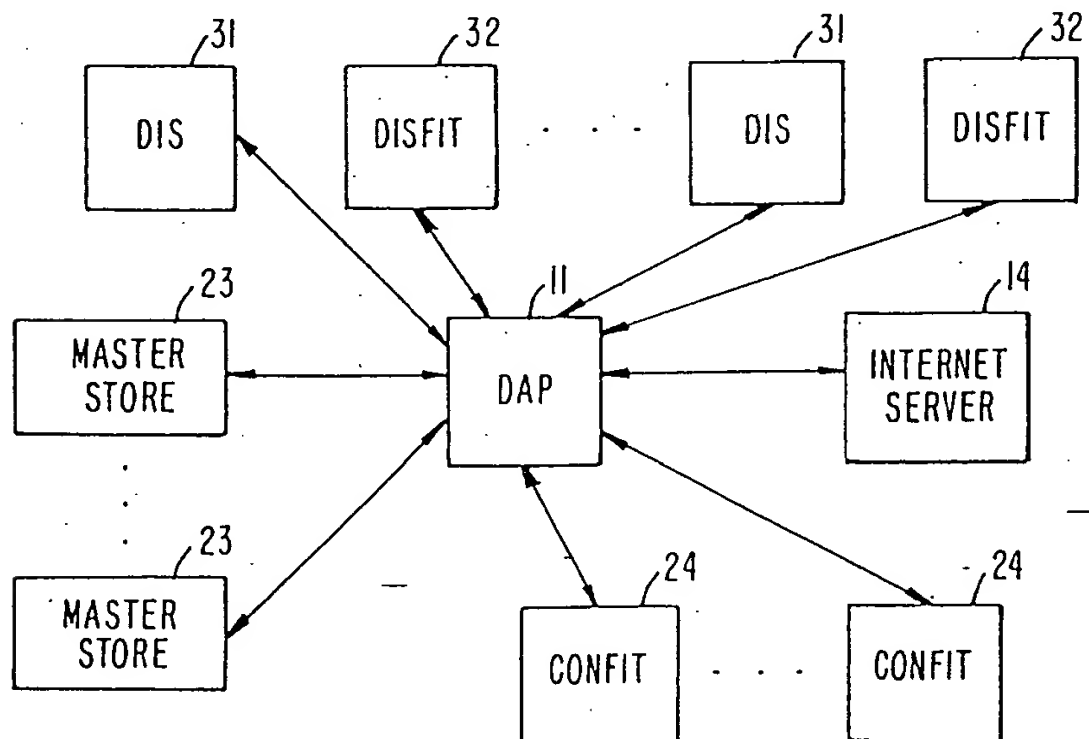 31
32
31
32
DIS
DISFIT
DIS
DISFIT
23
11
14
MASTER
STORE
DAP
INTERNET
SERVER
23
24
24
MASTER
STORE
CONFIT
CONFIT